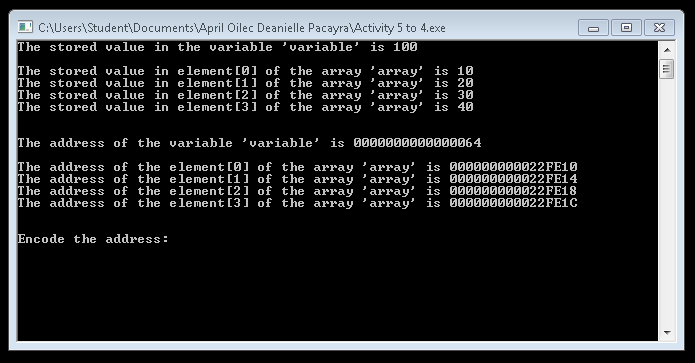 C:\Users\Student\Documents\April Oilec Deanielle Pacayra\Activity 5 to 4.exe
The stored value in the variable 'variable' is 100
The stored value in element[0] of the array 'array' is 10
The stored value in element[1] of the array 'array' is 20
The stored value in element[2] of the array 'array' is 30
The stored value in element[3] of the array 'array' is 40
The address of the variable 'variable' is 0000000000000064
The address of the element[0] of the array 'array' is 000000000022FE10
The address of the element[1] of the array 'array' is 000000000022FE14
The address of the element[2] of the array 'array' is 000000000022FE18
The address of the element[3] of the array 'array' is 000000000022FE1C
Encode the address: